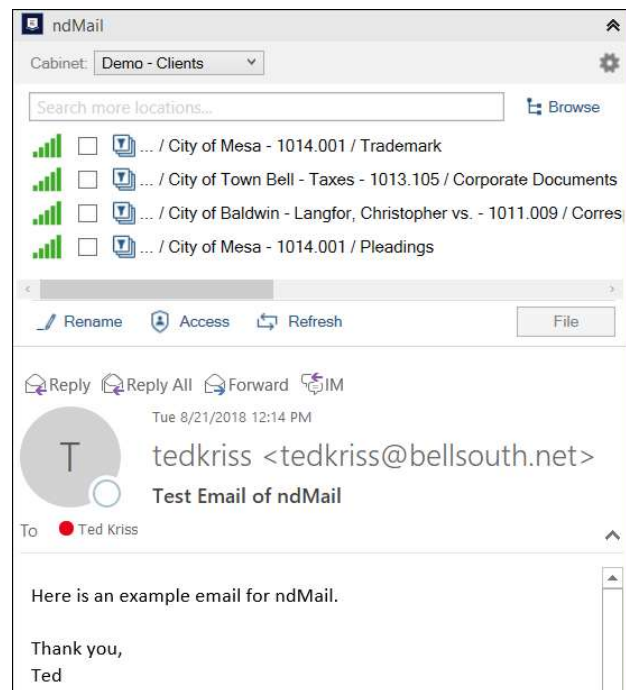 ndMail
Cabinet: Demo - Clients
Search more locations...
Browse
... / City of Mesa - 1014.001 / Trademark
... / City of Town Bell - Taxes - 1013.105 / Corporate Documents
... / City of Baldwin - Langfor, Christopher vs. - 1011.009 / Corres
... / City of Mesa - 1014.001 / Pleadings
Rename Access Refresh File
Reply Reply All Forward IM
Tue 8/21/2018 12:14 PM
T
tedkriss <tedkriss@bellsouth.net>
Test Email of ndMail
To Ted Kriss
Here is an example email for ndMail.
Thank you,
Ted